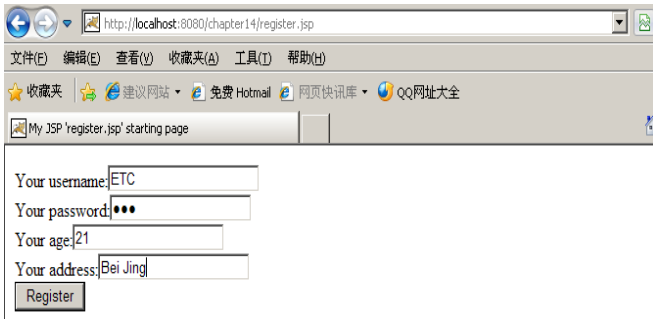 http://localhost:8080/chapter14/register.jsp
文件(F) 编辑(E) 查看(V) 收藏夹(A) 工具(T) 帮助(H)
收藏夹 建议网站 免费 Hotmail 网页快讯库 QQ网址大全
My JSP 'register.jsp' starting page
Your username: ETC
Your password: •••
Your age: 21
Your address: Bei Jing
Register